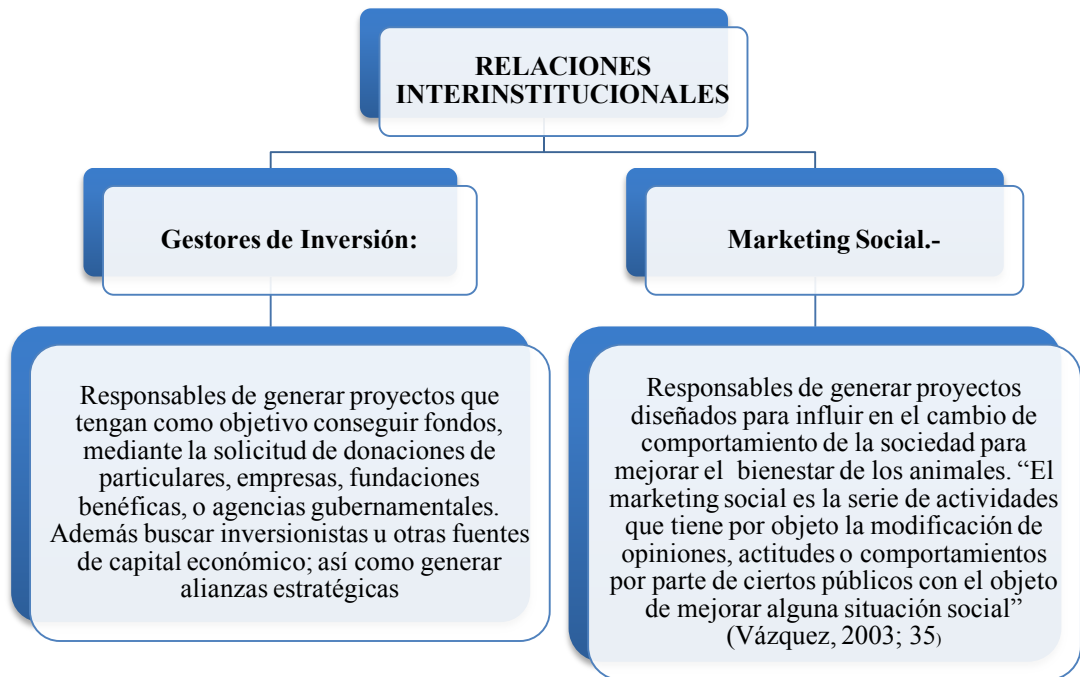 RELACIONES
INTERINSTITUCIONALES
Gestores de Inversión:
Marketing Social.-
Responsables de generar proyectos que
tengan como objetivo conseguir fondos,
mediante la solicitud de donaciones de
particulares, empresas, fundaciones
benéficas, o agencias gubernamentales.
Además buscar inversionistas u otras fuentes
de capital económico; así como generar
alianzas estratégicas
Responsables de generar proyectos
diseñados para influir en el cambio de
comportamiento de la sociedad para
mejorar el bienestar de los animales. “El
marketing social es la serie de actividades
que tiene por objeto la modificación de
opiniones, actitudes o comportamientos
por parte de ciertos públicos con el objeto
de mejorar alguna situación social”
(Vázquez, 2003; 35)